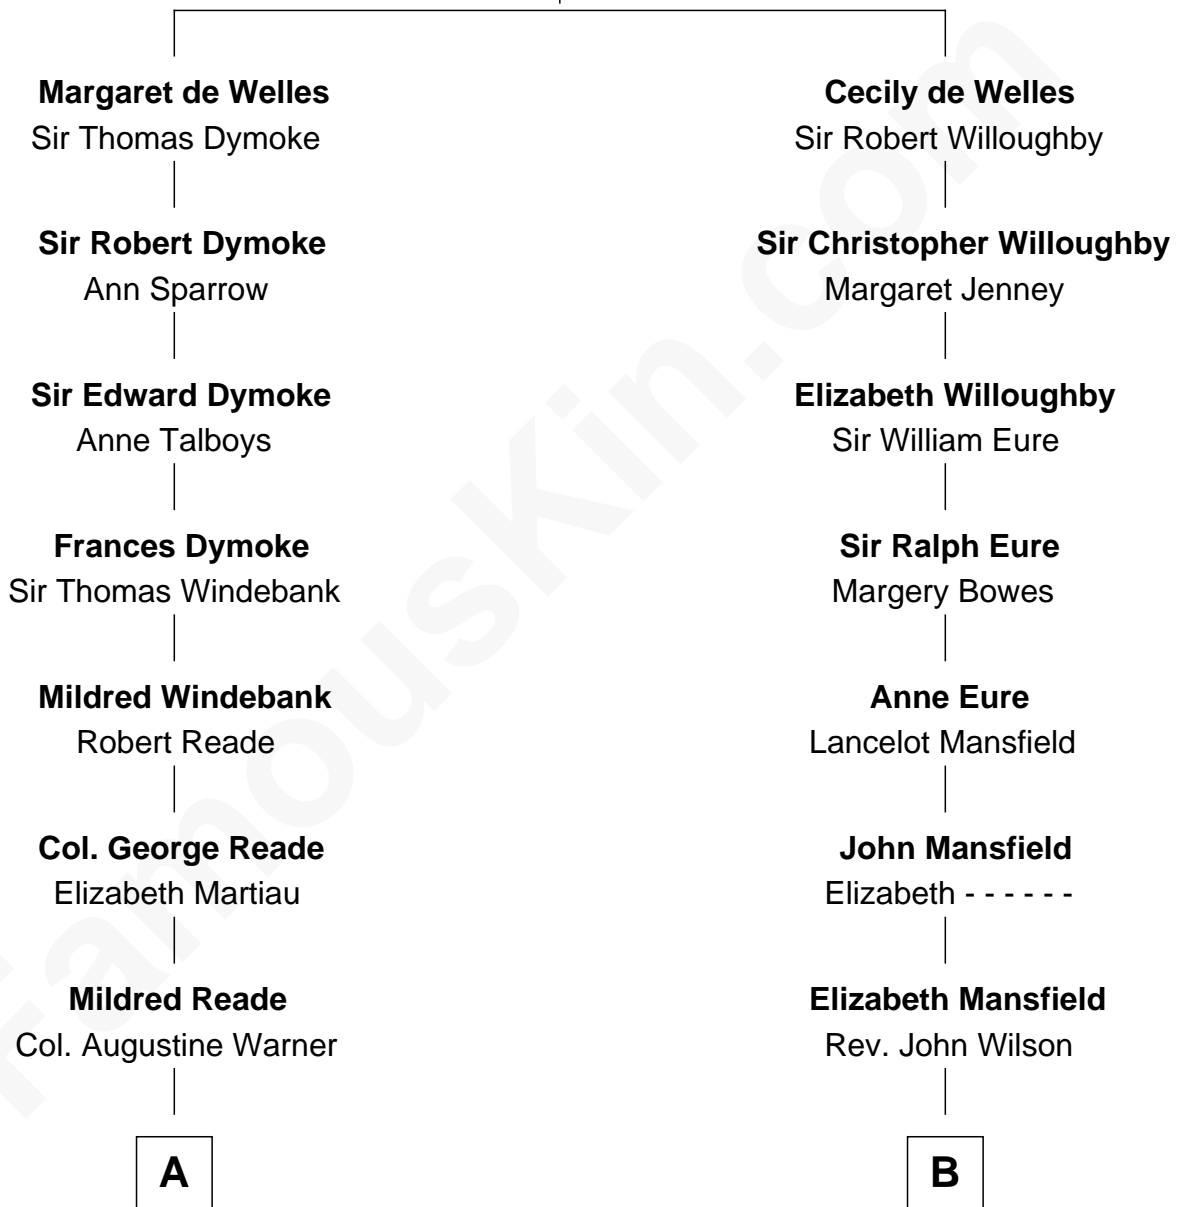 Margaret de Welles
Sir Thomas Dymoke
Cecily de Welles
Sir Robert Willoughby
Sir Robert Dymoke
Ann Sparrow
Sir Christopher Willoughby
Margaret Jenney
Sir Edward Dymoke
Anne Talboys
Elizabeth Willoughby
Sir William Eure
Frances Dymoke
Sir Thomas Windebank
Sir Ralph Eure
Margery Bowes
Mildred Windebank
Robert Reade
Anne Eure
Lancelot Mansfield
Col. George Reade
Elizabeth Martiau
John Mansfield
Elizabeth - - - - - -
Mildred Reade
Col. Augustine Warner
Elizabeth Mansfield
Rev. John Wilson
A
B
FamousKin.com